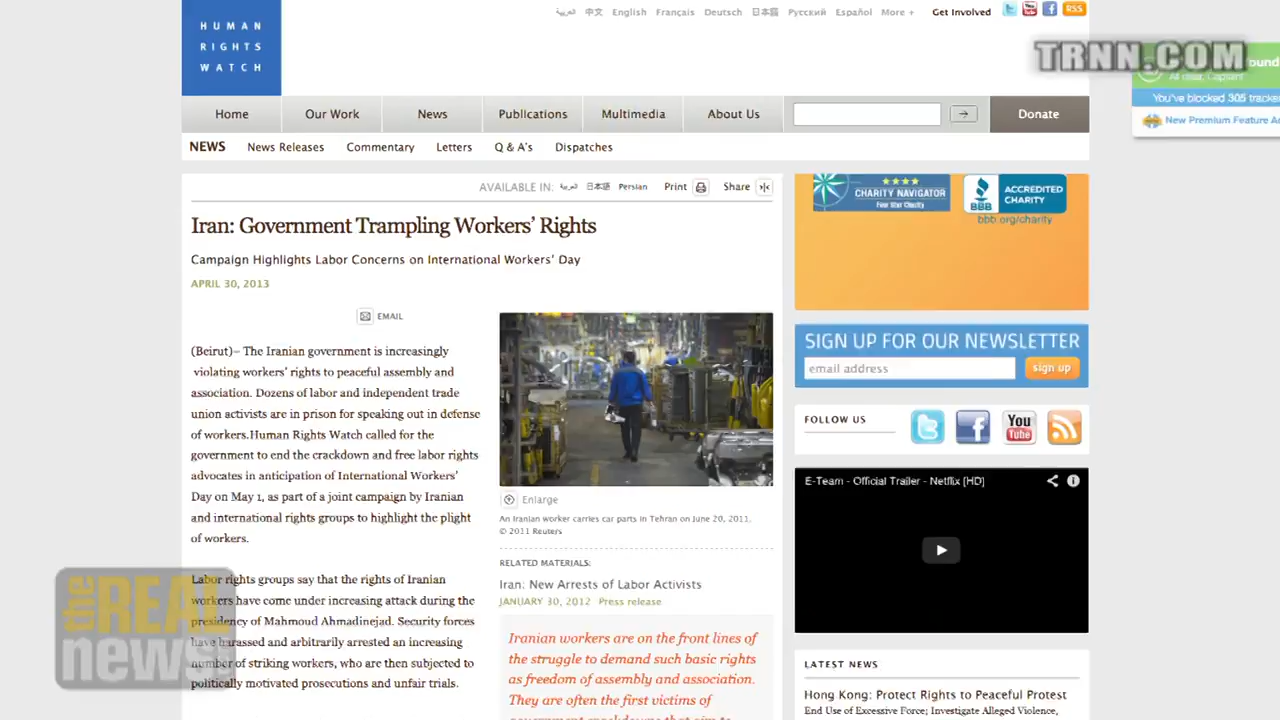 HUMAN
RIGHTS
WATCH
العربية 中文 English Français Deutsch 日本語 Русский Español More + Get Involved
You Tube f RSS
TRNN.COM
You've blocked 305 tracke
New Premium Feature A
Home Our Work News Publications Multimedia About Us → Donate
NEWS News Releases Commentary Letters Q & A's Dispatches
AVAILABLE IN: العربية 日本語 Persian Print Share
Iran: Government Trampling Workers' Rights
Campaign Highlights Labor Concerns on International Workers' Day
APRIL 30, 2013
EMAIL
(Beirut)– The Iranian government is increasingly
violating workers' rights to peaceful assembly and
association. Dozens of labor and independent trade
union activists are in prison for speaking out in defense
of workers.Human Rights Watch called for the
government to end the crackdown and free labor rights
advocates in anticipation of International Workers'
Day on May 1, as part of a joint campaign by Iranian
and international rights groups to highlight the plight
of workers.
Labor rights groups say that the rights of Iranian
workers have come under increasing attack during the
presidency of Mahmoud Ahmadinejad. Security forces
have harassed and arbitrarily arrested an increasing
number of striking workers, who are then subjected to
politically motivated prosecutions and unfair trials.
the REAL
news
Enlarge
An Iranian worker carries car parts in Tehran on June 20, 2011.
© 2011 Reuters
RELATED MATERIALS:
Iran: New Arrests of Labor Activists
JANUARY 30, 2012 Press release
Iranian workers are on the front lines of
the struggle to demand such basic rights
as freedom of assembly and association.
They are often the first victims of
government crackdowns that aim to
CHARITY NAVIGATOR
Four Star Charity
BBB
ACCREDITED
CHARITY
bbb.org/charity
SIGN UP FOR OUR NEWSLETTER
email address sign up
FOLLOW US
You
Tube
E-Team - Official Trailer - Netflix [HD]
LATEST NEWS
Hong Kong: Protect Rights to Peaceful Protest
End Use of Excessive Force; Investigate Alleged Violence,